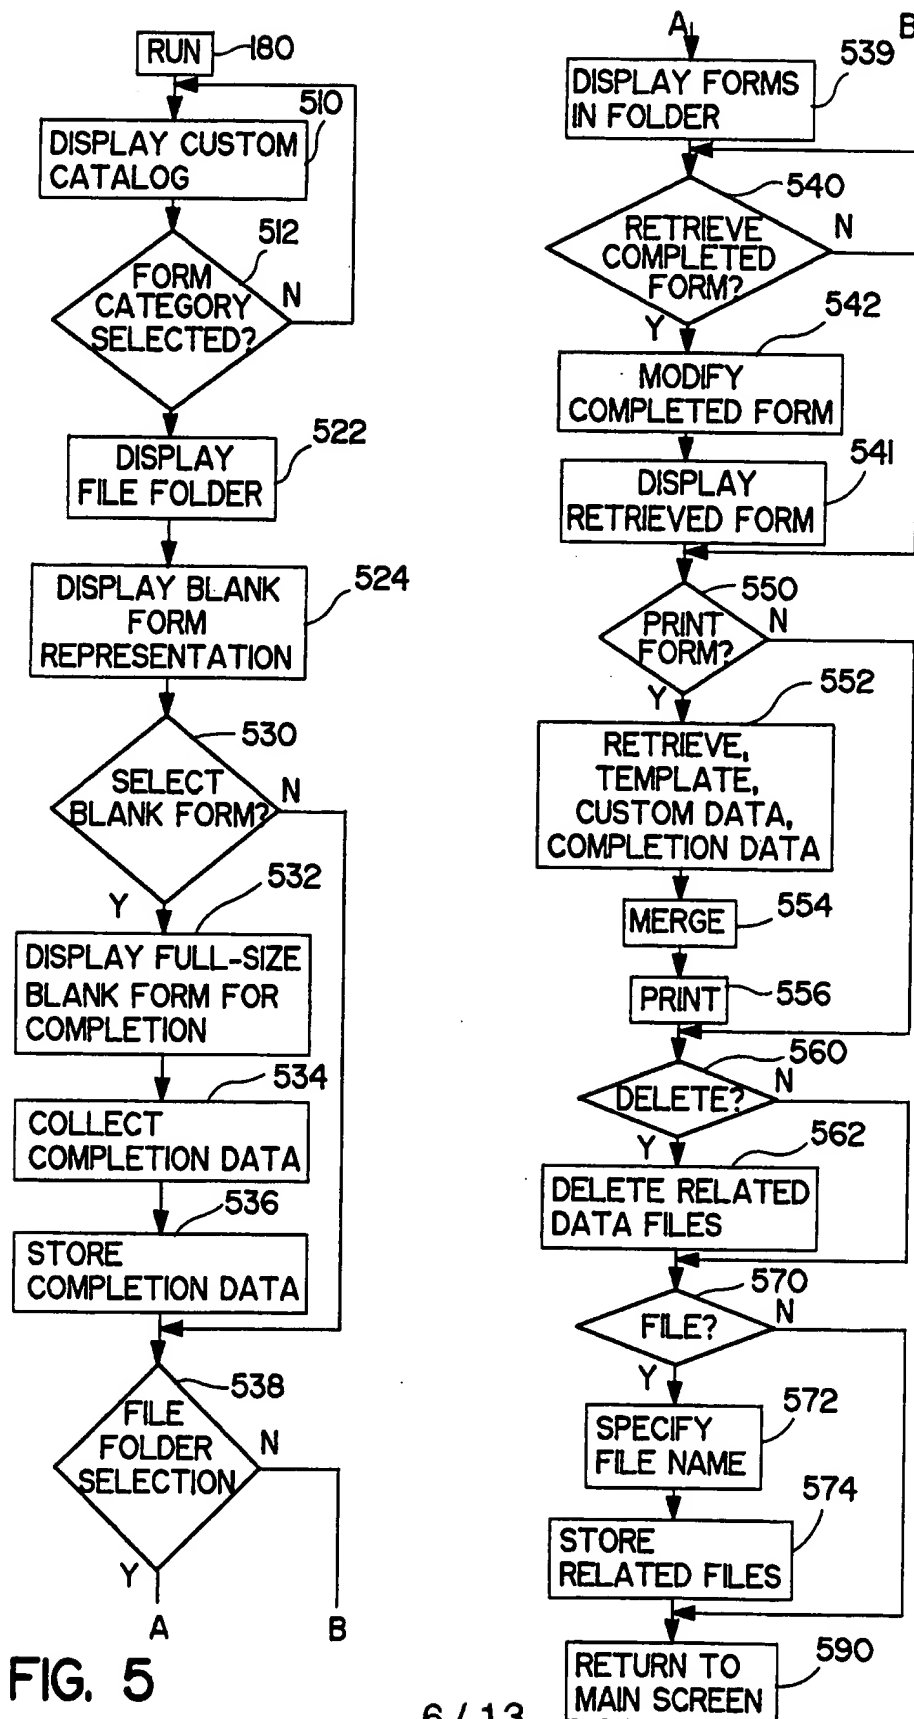 RUN
180
510
DISPLAY CUSTOM
CATALOG
512
FORM
CATEGORY
SELECTED?
N
522
DISPLAY
FILE FOLDER
524
DISPLAY BLANK
FORM
REPRESENTATION
530
SELECT
BLANK FORM?
N
Y
532
DISPLAY FULL-SIZE
BLANK FORM FOR
COMPLETION
534
COLLECT
COMPLETION DATA
536
STORE
COMPLETION DATA
538
FILE
FOLDER
SELECTION
N
Y
A
B
FIG. 5
A
B
539
DISPLAY FORMS
IN FOLDER
540
RETRIEVE
COMPLETED
FORM?
N
Y
542
MODIFY
COMPLETED FORM
541
DISPLAY
RETRIEVED FORM
550
PRINT
FORM?
N
Y
552
RETRIEVE,
TEMPLATE,
CUSTOM DATA,
COMPLETION DATA
MERGE
554
PRINT
556
560
DELETE?
N
Y
562
DELETE RELATED
DATA FILES
570
FILE?
N
Y
572
SPECIFY
FILE NAME
574
STORE
RELATED FILES
590
RETURN TO
MAIN SCREEN
6/13